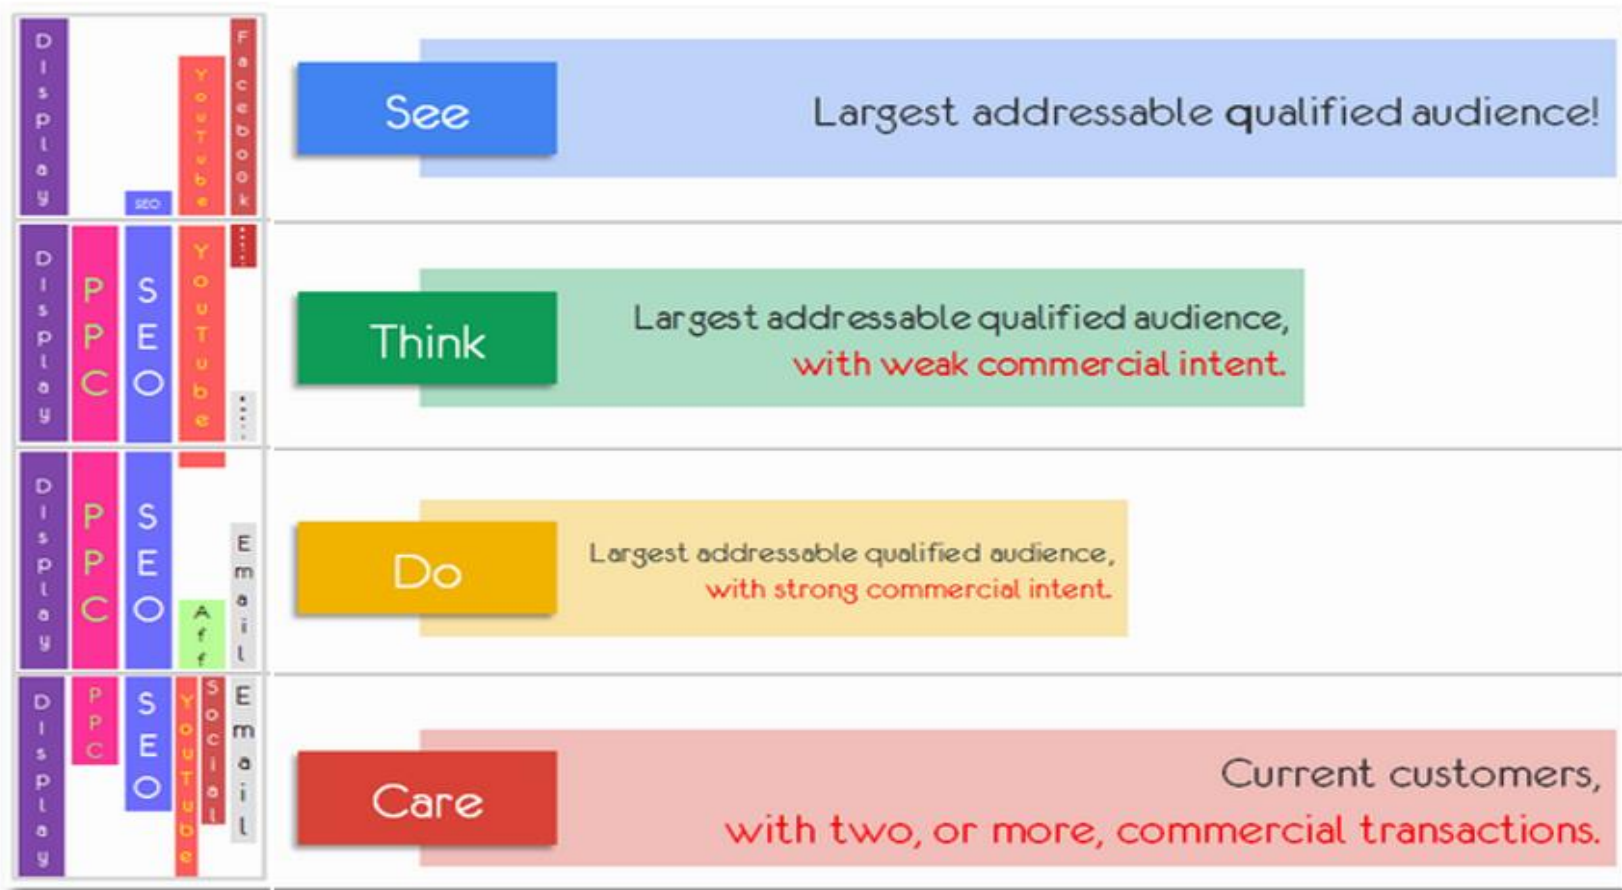 Display
SEO
YouTube
Facebook
See
Largest addressable qualified audience!
Display
PPC
SEO
YouTube
.....
.....
Think
Largest addressable qualified audience,
with weak commercial intent.
Display
PPC
SEO
Aff
Email
Do
Largest addressable qualified audience,
with strong commercial intent.
Display
PPC
SEO
YouTube
Social
Email
Care
Current customers,
with two, or more, commercial transactions.